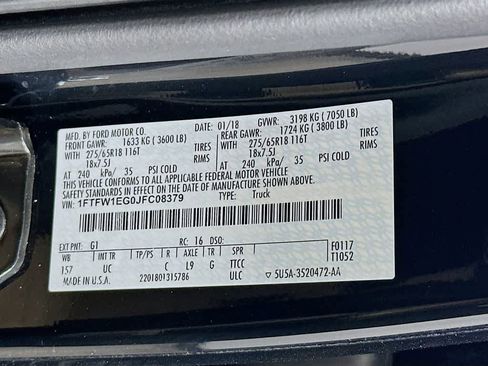 MFD. BY FORD MOTOR CO.
01/18 GVWR: 3198 KG ( 7050 LB)
FRONT GAWR: 1633 KG ( 3600 LB) REAR GAWR: 1724 KG ( 3800 LB)
WITH 275/65R18 116T TIRES WITH 275/65R18 116T TIRES
18x7.5J RIMS 18x7.5J RIMS
AT 240 kPa/ 35 PSI COLD AT 240 kPa/ 35 PSI COLD
THIS VEHICLE CONFORMS TO ALL APPLICABLE FEDERAL MOTOR VEHICLE
SAFETY AND THEFT PREVENTION STANDARDS IN EFFECT ON THE DATE OF MANUFACTURE SHOWN ABOVE.
VIN: 1FTFW1EG0JFC08379 TYPE: Truck
EXT PNT: G1 RC: 16 DSO: F0117
WB INT TR TP/PS R AXLE TR SPR T1052
157 UC C L9 G TTCC
MADE IN U.S.A. 2201801315786 ULC 5U5A-3520472-AA